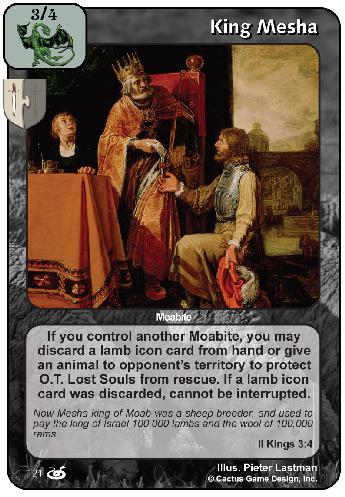 3/4
King Mesha
Moabite
If you control another Moabite, you may
discard a lamb icon card from hand or give
an animal to opponent's territory to protect
O.T. Lost Souls from rescue. If a lamb icon
card was discarded, cannot be interrupted.
Now Mesha king of Moab was a sheep breeder, and used to
pay the king of Israel 100,000 lambs and the wool of 100,000
rams.
II Kings 3:4
21
Illus. Pieter Lastman
© Cactus Game Design, Inc.